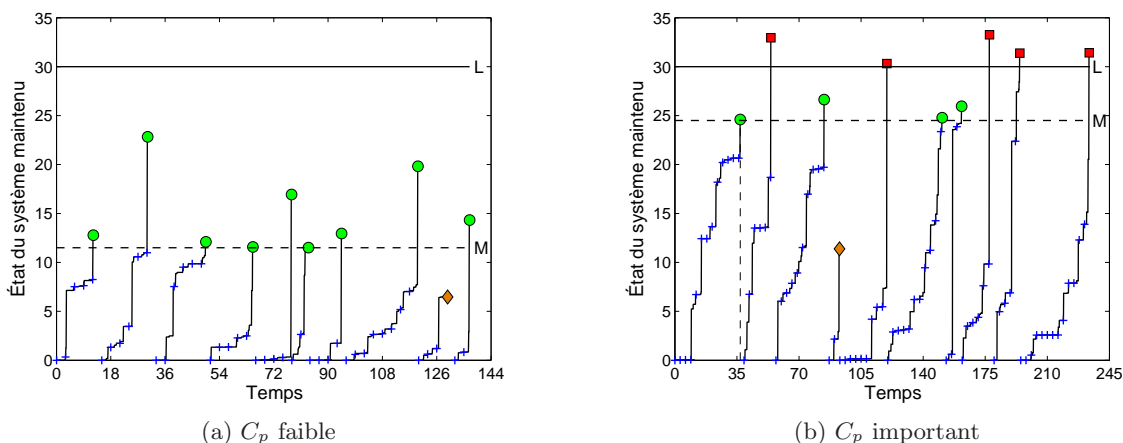 35
30
25
20
15
10
5
0
État du système maintenu
L
M
0 18 36 54 72 90 108 126 144
Temps
(a) Cp faible
35
30
25
20
15
10
5
0
État du système maintenu
L
M
0 35 70 105 140 175 210 245
Temps
(b) Cp important